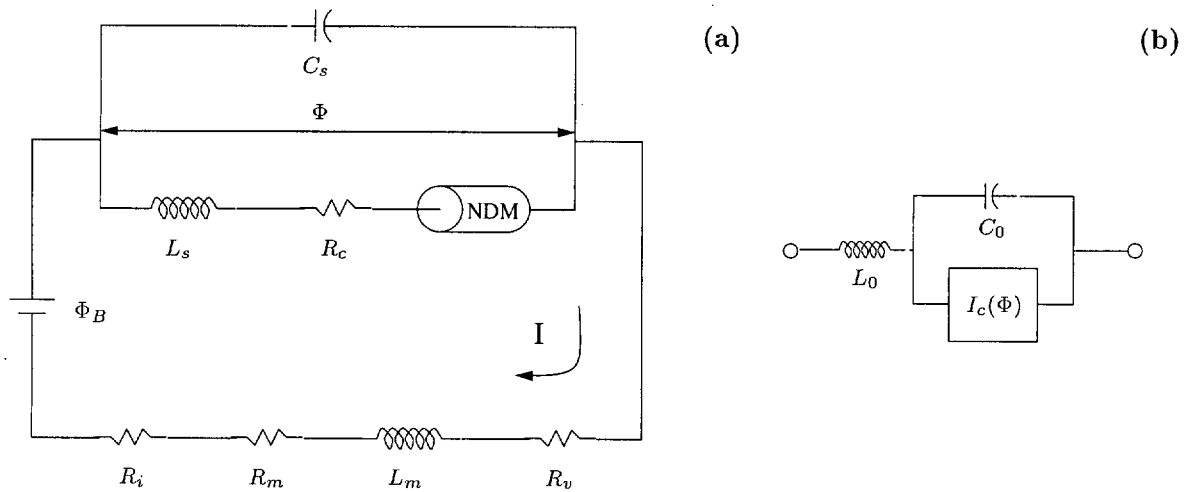 (a)
(b)
C_s
Φ
NDM
L_s
R_c
C_0
L_0
I_c(Φ)
Φ_B
I
R_i
R_m
L_m
R_v